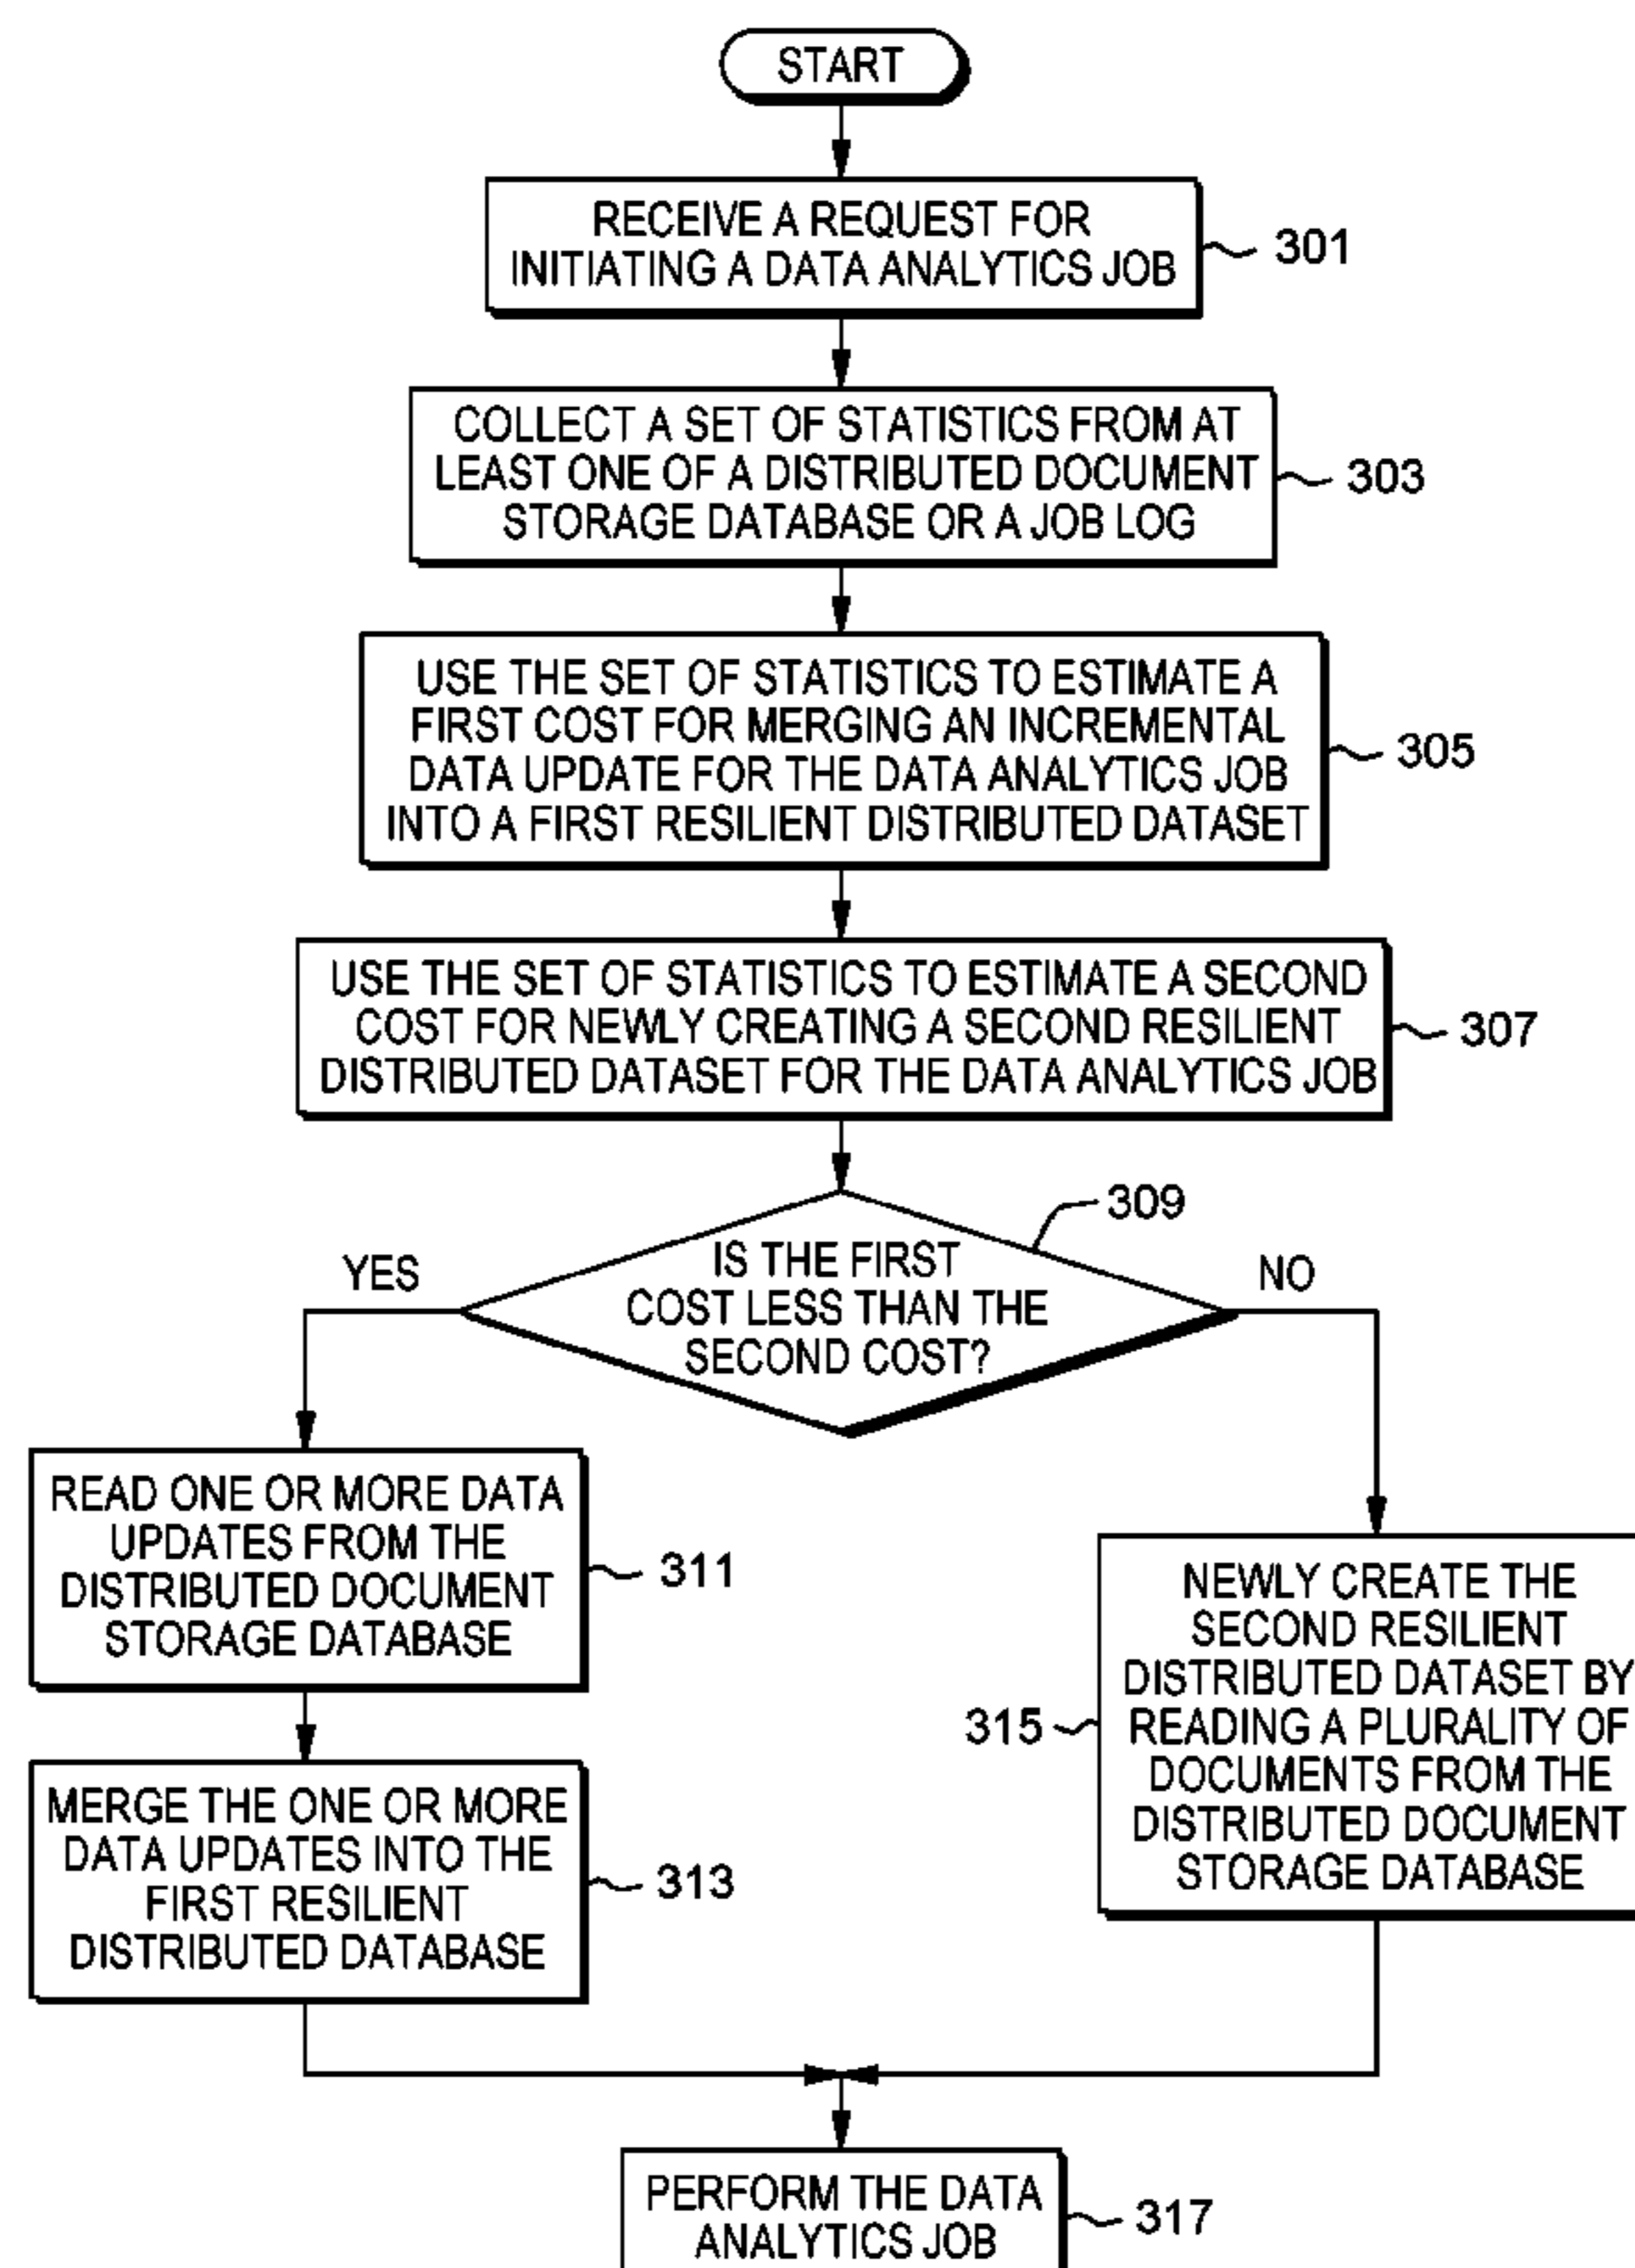 START
RECEIVE A REQUEST FOR
INITIATING A DATA ANALYTICS JOB
301
COLLECT A SET OF STATISTICS FROM AT
LEAST ONE OF A DISTRIBUTED DOCUMENT
STORAGE DATABASE OR A JOB LOG
303
USE THE SET OF STATISTICS TO ESTIMATE A
FIRST COST FOR MERGING AN INCREMENTAL
DATA UPDATE FOR THE DATA ANALYTICS JOB
INTO A FIRST RESILIENT DISTRIBUTED DATASET
305
USE THE SET OF STATISTICS TO ESTIMATE A SECOND
COST FOR NEWLY CREATING A SECOND RESILIENT
DISTRIBUTED DATASET FOR THE DATA ANALYTICS JOB
307
309
IS THE FIRST
COST LESS THAN THE
SECOND COST?
YES
NO
READ ONE OR MORE DATA
UPDATES FROM THE
DISTRIBUTED DOCUMENT
STORAGE DATABASE
311
MERGE THE ONE OR MORE
DATA UPDATES INTO THE
FIRST RESILIENT
DISTRIBUTED DATABASE
313
NEWLY CREATE THE
SECOND RESILIENT
DISTRIBUTED DATASET BY
READING A PLURALITY OF
DOCUMENTS FROM THE
DISTRIBUTED DOCUMENT
STORAGE DATABASE
315
PERFORM THE DATA
ANALYTICS JOB
317